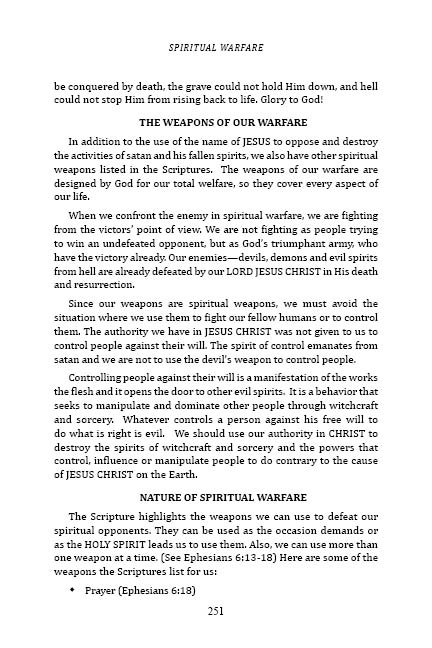 SPIRITUAL WARFARE
be conquered by death, the grave could not hold Him down, and hell
could not stop Him from rising back to life. Glory to God!
THE WEAPONS OF OUR WARFARE
In addition to the use of the name of JESUS to oppose and destroy
the activities of satan and his fallen spirits, we also have other spiritual
weapons listed in the Scriptures. The weapons of our warfare are
designed by God for our total welfare, so they cover every aspect of
our life.
When we confront the enemy in spiritual warfare, we are fighting
from the victors' point of view. We are not fighting as people trying
to win an undefeated opponent, but as God's triumphant army, who
have the victory already. Our enemies—devils, demons and evil spirits
from hell are already defeated by our LORD JESUS CHRIST in His death
and resurrection.
Since our weapons are spiritual weapons, we must avoid the
situation where we use them to fight our fellow humans or to control
them. The authority we have in JESUS CHRIST was not given to us to
control people against their will. The spirit of control emanates from
satan and we are not to use the devil's weapon to control people.
Controlling people against their will is a manifestation of the works
the flesh and it opens the door to other evil spirits. It is a behavior that
seeks to manipulate and dominate other people through witchcraft
and sorcery. Whatever controls a person against his free will to
do what is right is evil. We should use our authority in CHRIST to
destroy the spirits of witchcraft and sorcery and the powers that
control, influence or manipulate people to do contrary to the cause
of JESUS CHRIST on the Earth.
NATURE OF SPIRITUAL WARFARE
The Scripture highlights the weapons we can use to defeat our
spiritual opponents. They can be used as the occasion demands or
as the HOLY SPIRIT leads us to use them. Also, we can use more than
one weapon at a time. (See Ephesians 6:13-18) Here are some of the
weapons the Scriptures list for us:
• Prayer (Ephesians 6:18)
251